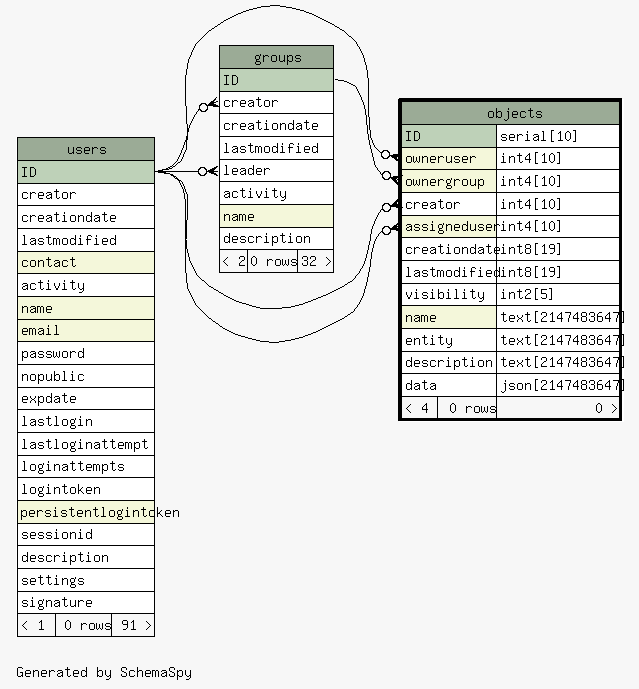 groups
ID
creator
creationdate
lastmodified
leader
activity
name
description
< 2 0 rows 32 >
objects
ID serial[10]
owneruser int4[10]
ownergroup int4[10]
creator int4[10]
assigneduser int4[10]
creationdate int8[19]
lastmodified int8[19]
visibility int2[5]
name text[2147483647]
entity text[2147483647]
description text[2147483647]
data json[2147483647]
< 4 0 rows 0 >
users
ID
creator
creationdate
lastmodified
contact
activity
name
email
password
nopublic
expdate
lastlogin
lastloginattempt
loginattempts
logintoken
persistentlogintoken
sessionid
description
settings
signature
< 1 0 rows 91 >
Generated by SchemaSpy